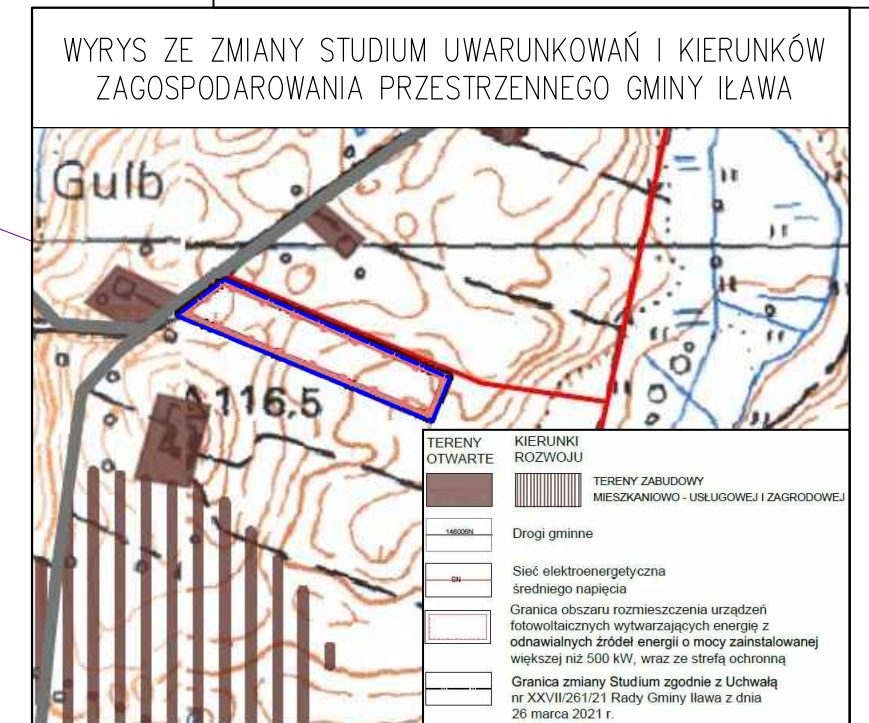 WYRYS ZE ZMIANY STUDIUM UWARUNKOWAŃ I KIERUNKÓW
ZAGOSPODAROWANIA PRZESTRZENNEGO GMINY IŁAWA
Gulb
116,5
TERENY
OTWARTE
KIERUNKI
ROZWOJU
TERENY ZABUDOWY
MIESZKANIOWO - USŁUGOWEJ I ZAGRODOWEJ
146006N
Drogi gminne
SN
Sieć elektroenergetyczna
średniego napięcia
Granica obszaru rozmieszczenia urządzeń
fotowoltaicznych wytwarzających energię z
odnawialnych źródeł energii o mocy zainstalowanej
większej niż 500 kW, wraz ze strefą ochronną
Granica zmiany Studium zgodnie z Uchwałą
nr XXVII/261/21 Rady Gminy Iława z dnia
26 marca 2021 r.